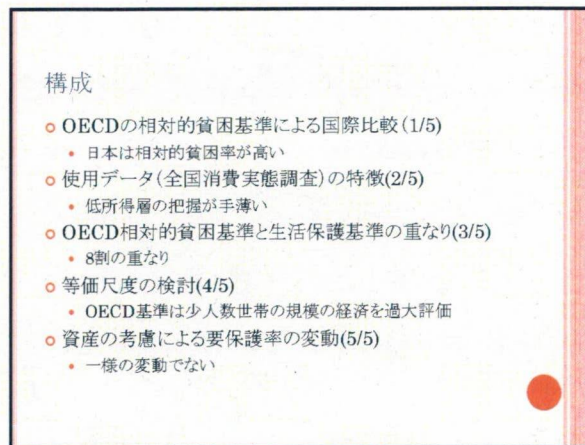 構成
OECDの相対的貧困基準による国際比較(1/5)
日本は相対的貧困率が高い
使用データ(全国消費実態調査)の特徴(2/5)
低所得層の把握が手薄い
OECD相対的貧困基準と生活保護基準の重なり(3/5)
8割の重なり
等価尺度の検討(4/5)
OECD基準は少人数世帯の規模の経済を過大評価
資産の考慮による要保護率の変動(5/5)
一様の変動でない